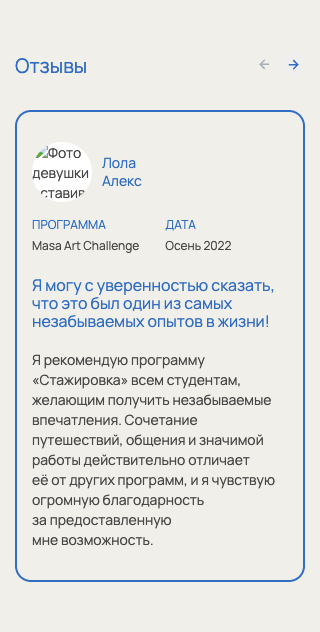 Отзывы
Фото
девушки
Лола
Алекс
ПРОГРАММА
ДАТА
Masa Art Challenge
Осень 2022
Я могу с уверенностью сказать,
что это был один из самых
незабываемых опытов в жизни!
Я рекомендую программу
«Стажировка» всем студентам,
желающим получить незабываемые
впечатления. Сочетание
путешествий, общения и значимой
работы действительно отличает
её от других программ, и я чувствую
огромную благодарность
за предоставленную
мне возможность.